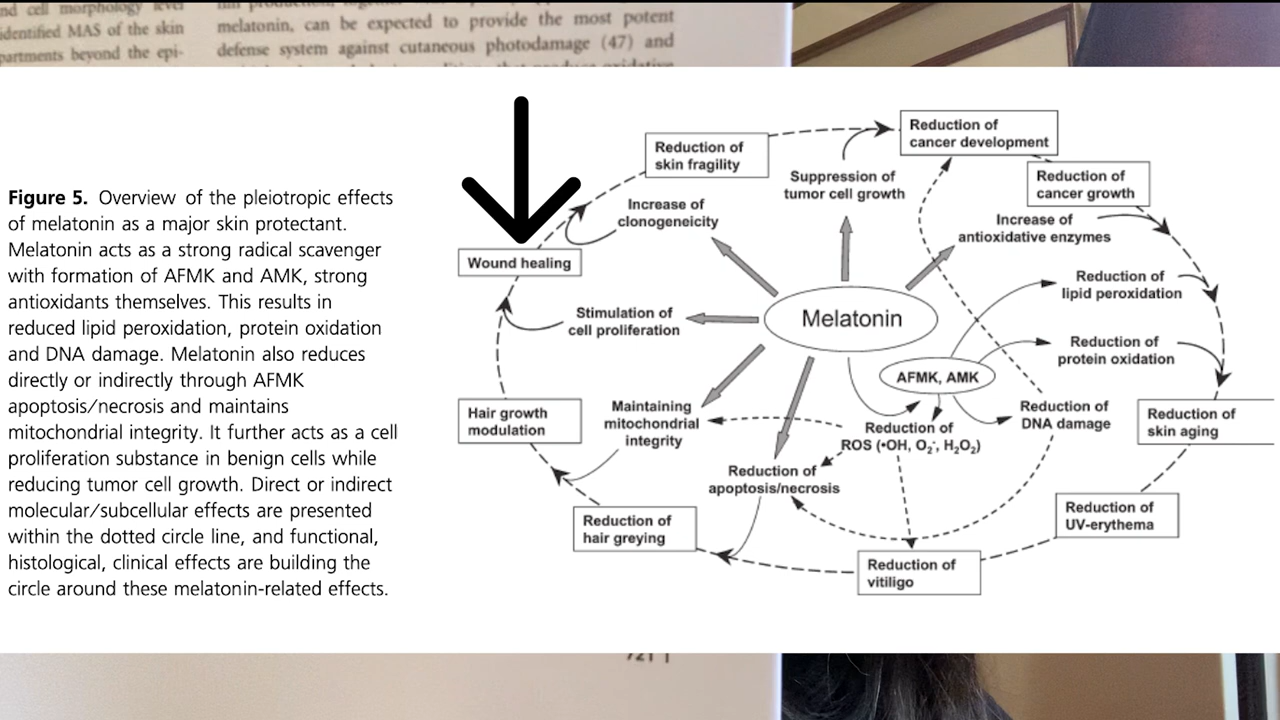 nd cell morphology level
identified MAS of the skin
partments beyond the epi-
melatonin, can be expected to provide the most potent
defense system against cutaneous photodamage (47) and
Figure 5. Overview of the pleiotropic effects
of melatonin as a major skin protectant.
Melatonin acts as a strong radical scavenger
with formation of AFMK and AMK, strong
antioxidants themselves. This results in
reduced lipid peroxidation, protein oxidation
and DNA damage. Melatonin also reduces
directly or indirectly through AFMK
apoptosis/necrosis and maintains
mitochondrial integrity. It further acts as a cell
proliferation substance in benign cells while
reducing tumor cell growth. Direct or indirect
molecular/subcellular effects are presented
within the dotted circle line, and functional,
histological, clinical effects are building the
circle around these melatonin-related effects.
Reduction of
skin fragility
Reduction of
cancer development
Suppression of
tumor cell growth
Reduction of
cancer growth
Increase of
clonogeneicity
Increase of
antioxidative enzymes
Wound healing
Reduction of
lipid peroxidation
Stimulation of
cell proliferation
Melatonin
Reduction of
protein oxidation
AFMK, AMK
Hair growth
modulation
Maintaining
mitochondrial
integrity
Reduction of
ROS (•OH, O₂⁻, H₂O₂)
Reduction of
DNA damage
Reduction of
skin aging
Reduction of
apoptosis/necrosis
Reduction of
hair greying
Reduction of
UV-erythema
Reduction of
vitiligo
721